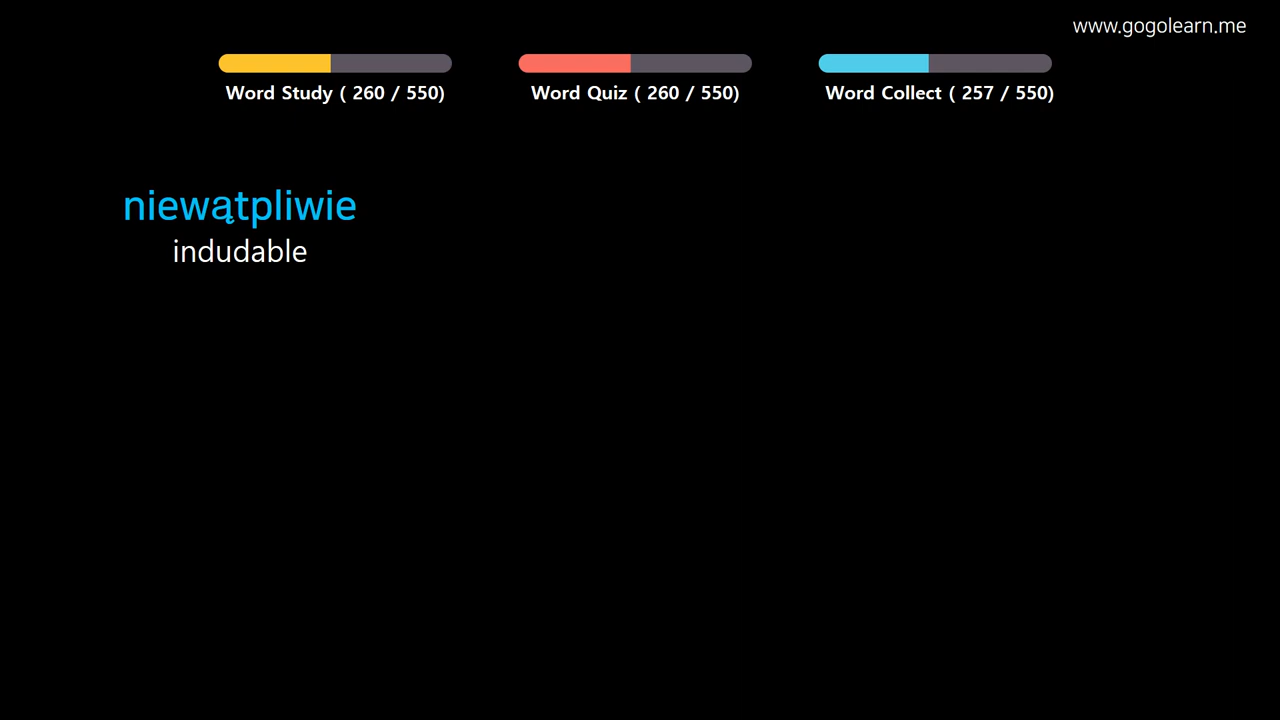 www.gogolearn.me
Word Study ( 260 / 550)
Word Quiz ( 260 / 550)
Word Collect ( 257 / 550)
niewątpliwie
indudable